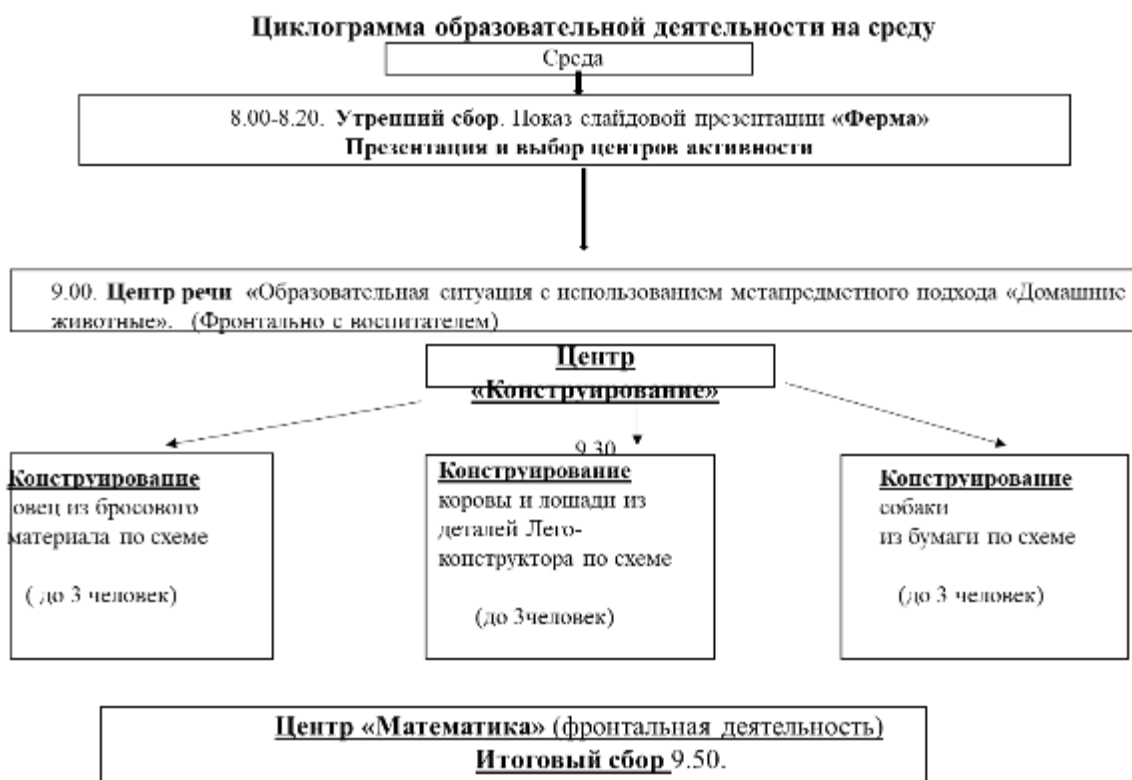 Циклограмма образовательной деятельности на среду
Среда
8.00-8.20. Утренний сбор. Показ слайдовой презентации «Ферма»
Презентация и выбор центров активности
9.00. Центр речи «Образовательная ситуация с использованием метапредметного подхода «Домашние
животные». (Фронтально с воспитателем)
Центр
«Конструирование»
9.30
Конструирование
овец из бросового
материала по схеме
( до 3 человек)
Конструирование
коровы и лошади из
деталей Лего-
конструктора по схеме
(до 3человек)
Конструирование
собаки
из бумаги по схеме
(до 3 человек)
Центр «Математика» (фронтальная деятельность)
Итоговый сбор 9.50.